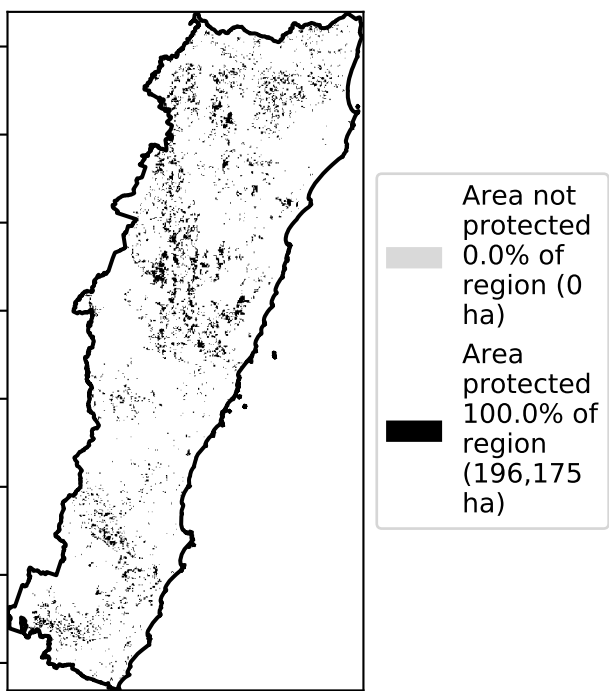 Area not
protected
0.0% of
region (0
ha)
Area
protected
100.0% of
region
(196,175
ha)